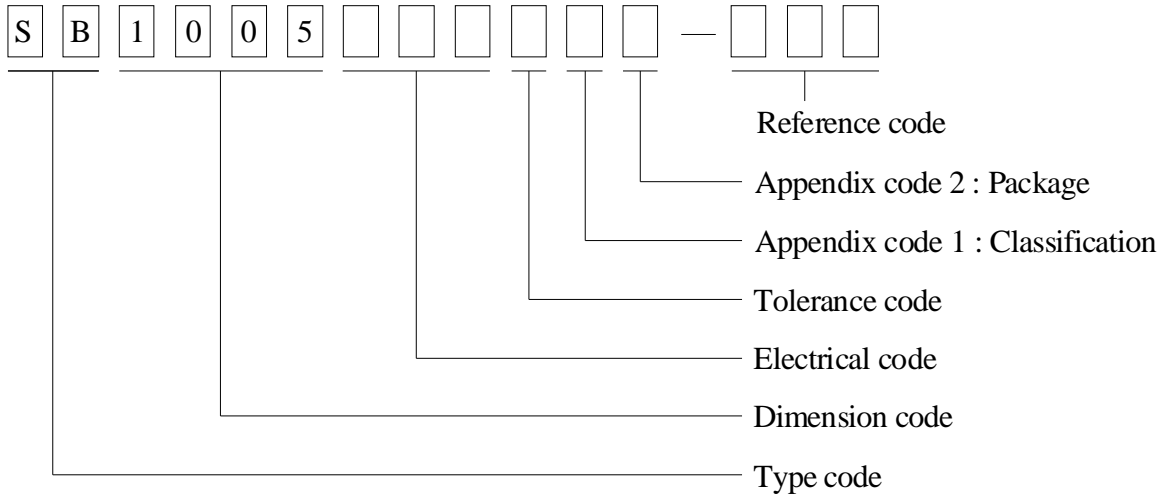 S B 1 0 0 5 □ □ □ □ □ □ — □ □ □
Reference code
Appendix code 2 : Package
Appendix code 1 : Classification
Tolerance code
Electrical code
Dimension code
Type code